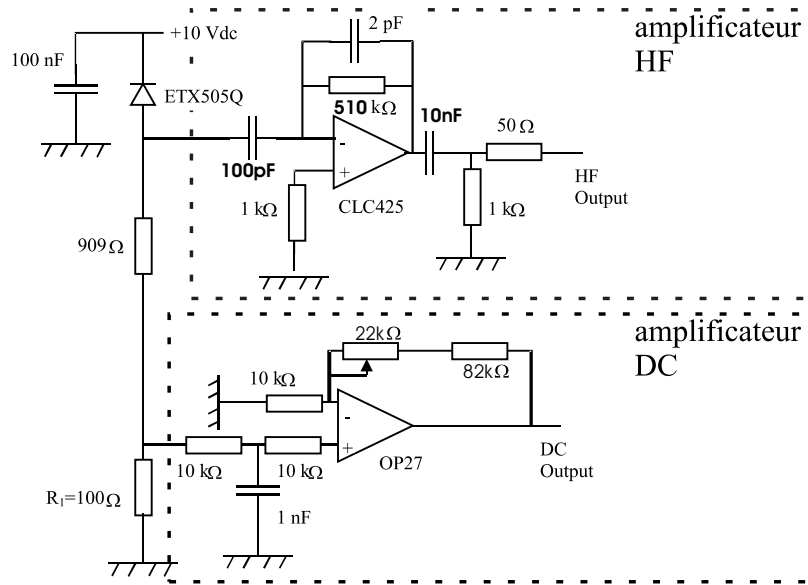 amplificateur
HF
+10 Vdc
100 nF
ETX505Q
2 pF
510 kΩ
100pF
-
+
CLC425
1 kΩ
10nF
50 Ω
1 kΩ
HF
Output
909Ω
amplificateur
DC
22kΩ
82kΩ
10 kΩ
-
+
OP27
10 kΩ
10 kΩ
1 nF
DC
Output
R₁=100Ω